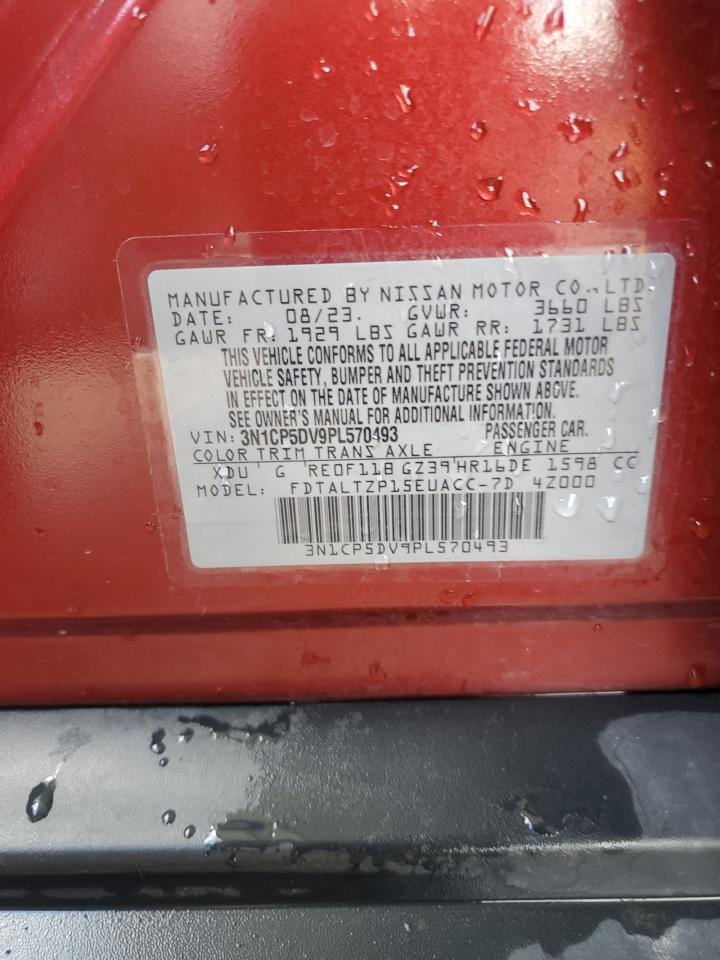 MANUFACTURED BY NISSAN MOTOR CO., LTD.
DATE: 08/23. GVWR: 3660 LBS
GAWR FR: 1929 LBS GAWR RR: 1731 LBS
THIS VEHICLE CONFORMS TO ALL APPLICABLE FEDERAL MOTOR
VEHICLE SAFETY, BUMPER AND THEFT PREVENTION STANDARDS
IN EFFECT ON THE DATE OF MANUFACTURE SHOWN ABOVE.
SEE OWNER'S MANUAL FOR ADDITIONAL INFORMATION.
VIN: 3N1CP5DV9PL570493 PASSENGER CAR.
COLOR TRIM TRANS AXLE ENGINE
XDU G RE0F11B GZ39 HR16DE 1598 CC
MODEL: FDTALTZP15EUACC-7D 4Z000
3N1CP5DV9PL570493